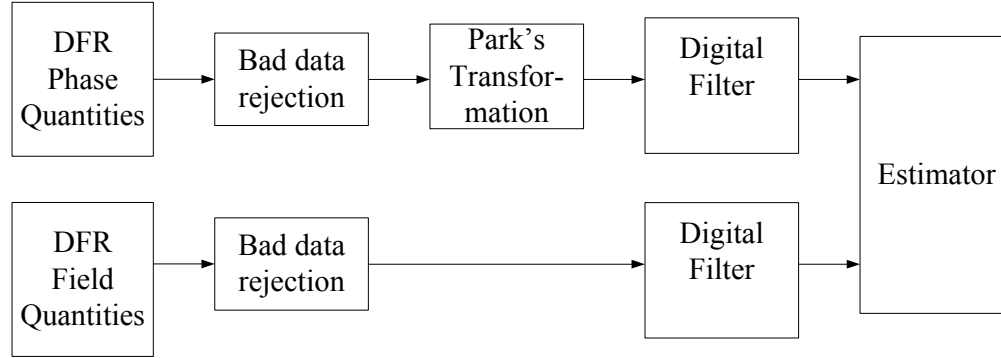 DFR
Phase
Quantities
Bad data
rejection
Park's
Transfor-
mation
Digital
Filter
Estimator
DFR
Field
Quantities
Bad data
rejection
Digital
Filter